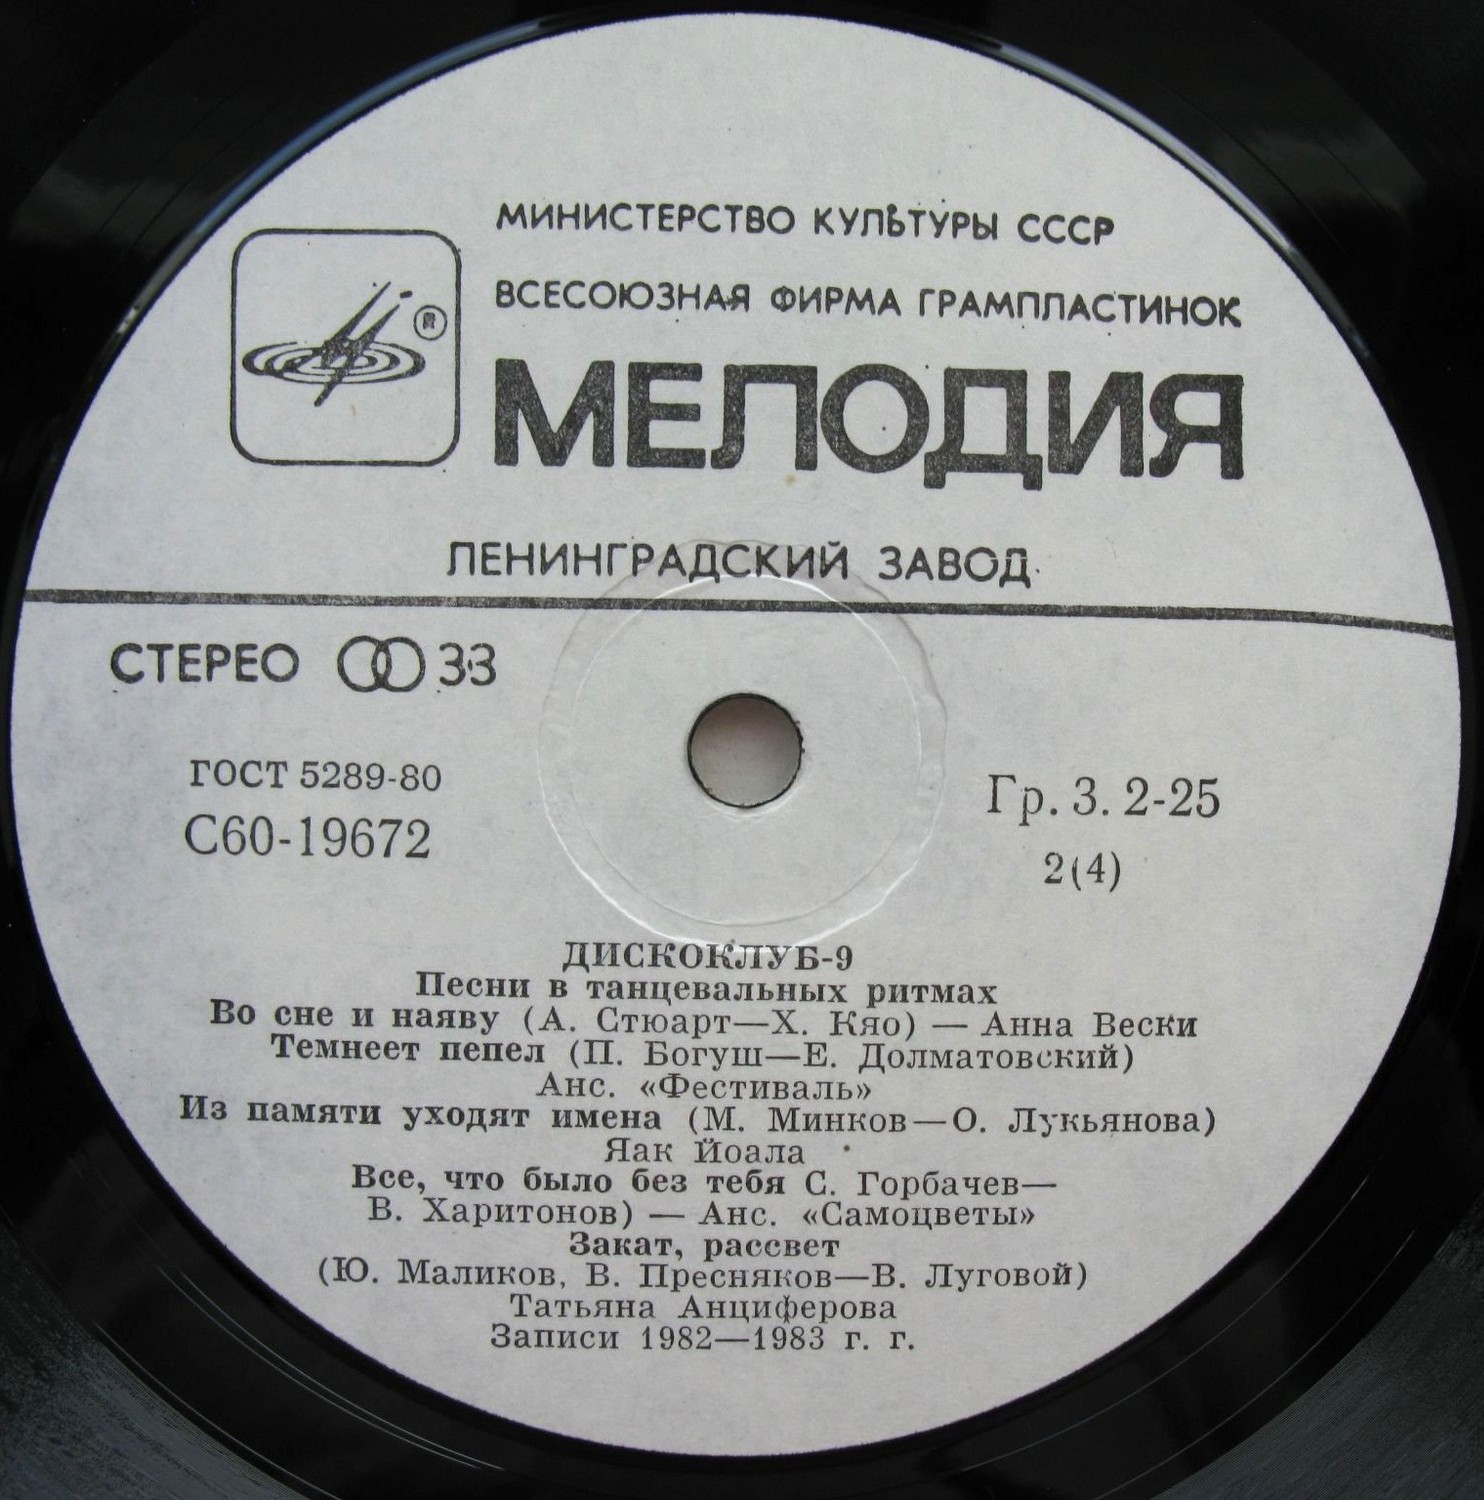 МИНИСТЕРСТВО КУЛЬТУРЫ СССР
ВСЕСОЮЗНАЯ ФИРМА ГРАМПЛАСТИНОК
®
МЕЛОДИЯ
ЛЕНИНГРАДСКИЙ ЗАВОД
СТЕРЕО 33
ГОСТ 5289-80
С60-19672
Гр. 3. 2-25
2(4)
ДИСКОКЛУБ-9
Песни в танцевальных ритмах
Во сне и наяву (А. Стюарт—Х. Кяо) — Анна Вески
Темнеет пепел (П. Богуш—Е. Долматовский)
Анс. «Фестиваль»
Из памяти уходят имена (М. Минков—О. Лукьянова)
Яак Йоала
Все, что было без тебя С. Горбачев—
В. Харитонов) — Анс. «Самоцветы»
Закат, рассвет
(Ю. Маликов, В. Пресняков—В. Луговой)
Татьяна Анциферова
Записи 1982—1983 г. г.